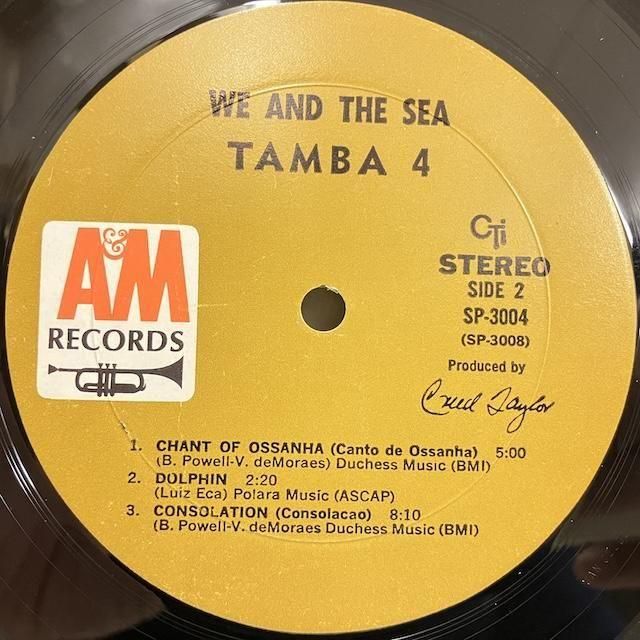 WE AND THE SEA
TAMBA 4
CTi
STEREO
SIDE 2
SP-3004
(SP-3008)
Produced by
Creed Taylor
A&M
RECORDS
1. CHANT OF OSSANHA (Canto de Ossanha) 5:00
(B. Powell-V. deMoraes) Duchess Music (BMI)
2. DOLPHIN 2:20
(Luiz Eca) Polara Music (ASCAP)
3. CONSOLATION (Consolacao) 8:10
(B. Powell-V. deMoraes Duchess Music (BMI)